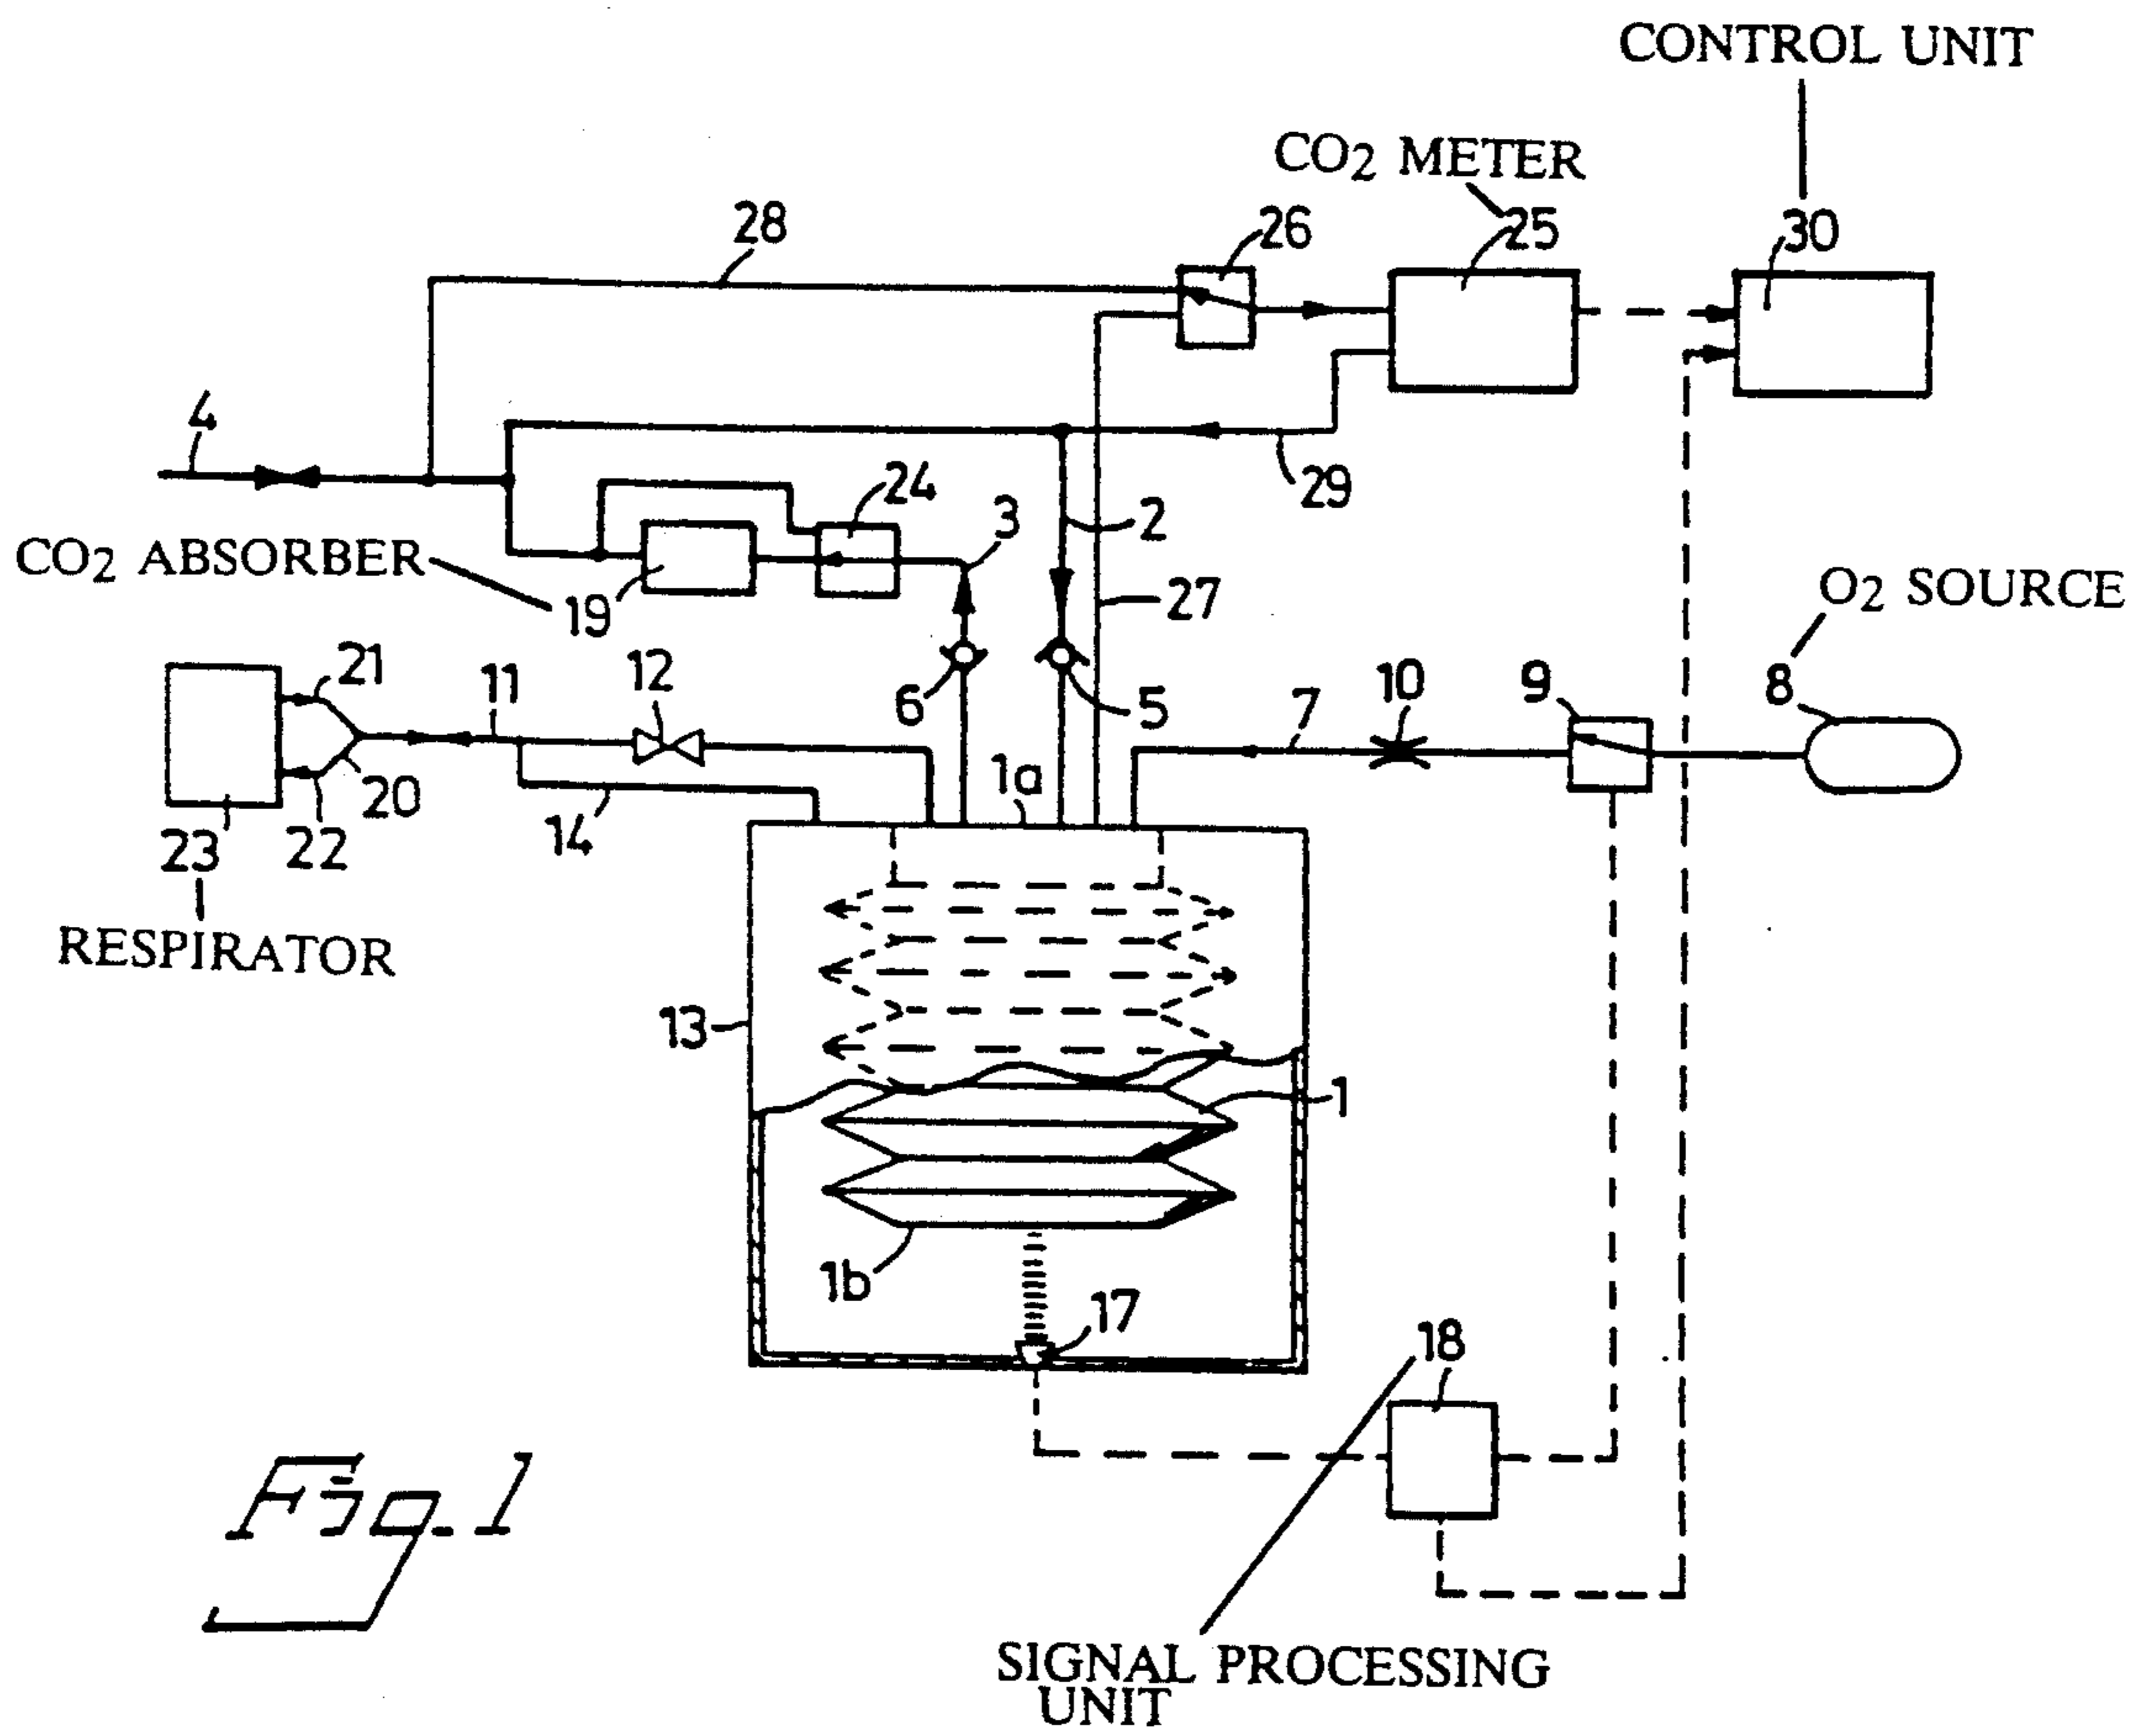 CONTROL UNIT
CO2 METER
28
26
25
30
4
24
3
2
29
CO2 ABSORBER
19
27
O2 SOURCE
21
11
12
6
5
7
10
9
8
1a
20
23
22
14
RESPIRATOR
13
1
1b
17
18
Fig. 1
SIGNAL PROCESSING
UNIT